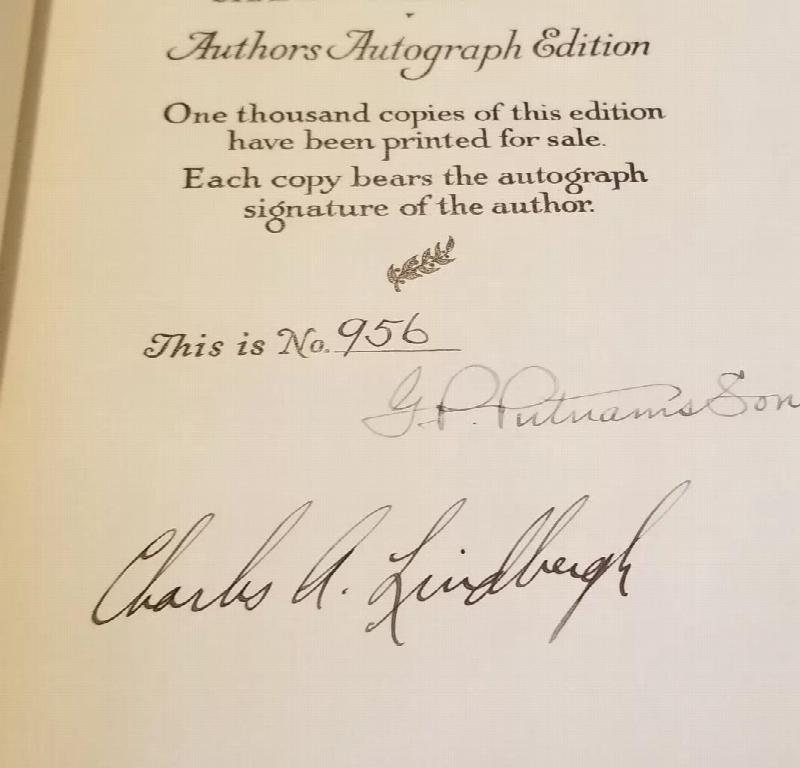 Authors Autograph Edition
One thousand copies of this edition
have been printed for sale.
Each copy bears the autograph
signature of the author.
This is No. 956
G. P. Putnam's Son
Charles A. Lindbergh